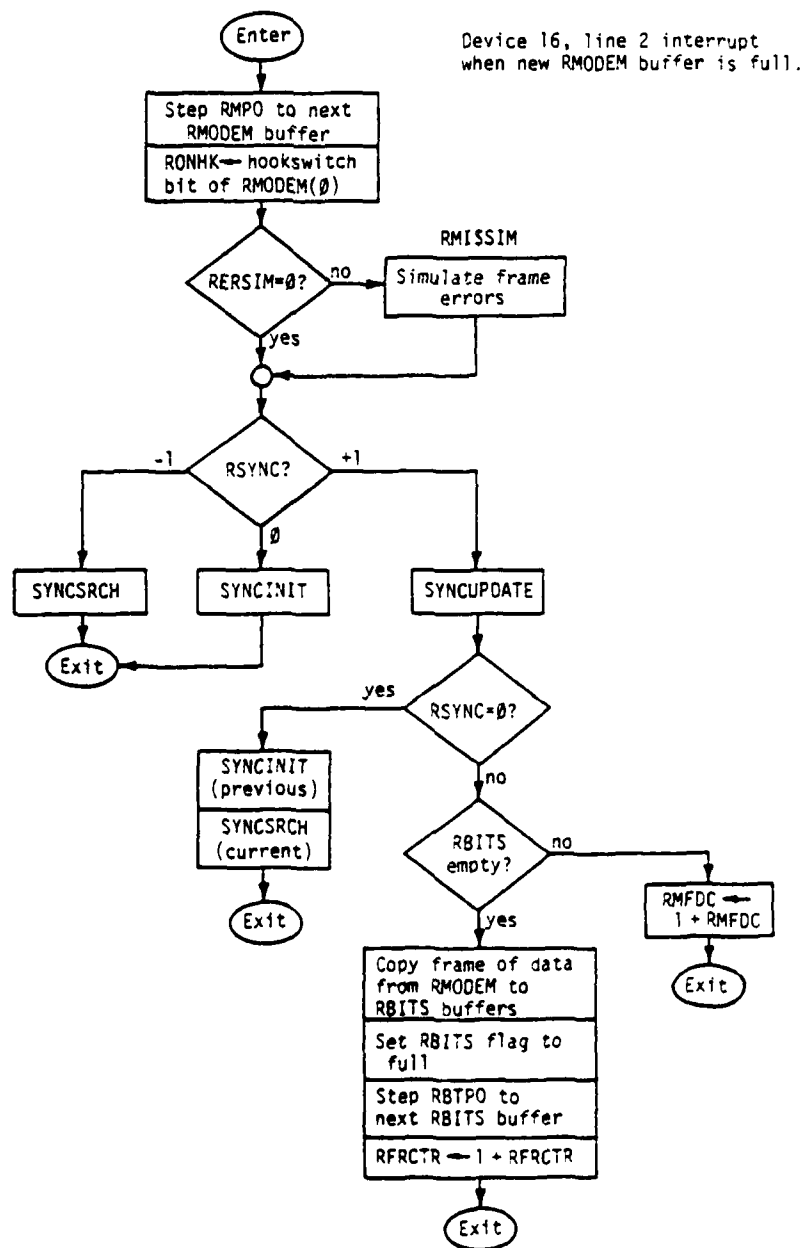 Enter
Device 16, line 2 interrupt
when new RMODEM buffer is full.
Step RMPO to next
RMODEM buffer
RONHK← hookswitch
bit of RMODEM(Ø)
RERSIM=Ø?
no
yes
RMI$SIM
Simulate frame
errors
RSYNC?
-1
+1
Ø
SYNCSRCH
SYNCINIT
SYNCUPDATE
Exit
RSYNC=Ø?
yes
no
SYNCINIT
(previous)
SYNCSRCH
(current)
Exit
RBITS
empty?
no
yes
RMFDC ←
1 + RMFDC
Exit
Copy frame of data
from RMODEM to
RBITS buffers
Set RBITS flag to
full
Step RBTPO to
next RBITS buffer
RFRCTR ← 1 + RFRCTR
Exit